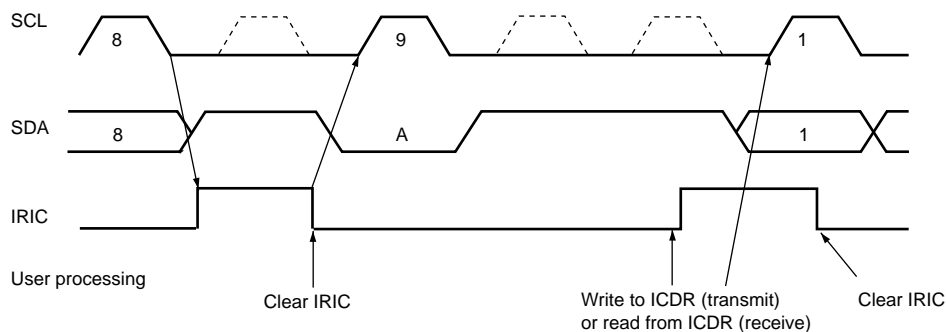 SCL
8
9
1
SDA
8
A
1
IRIC
User processing
Clear IRIC
Write to ICDR (transmit)
or read from ICDR (receive)
Clear IRIC